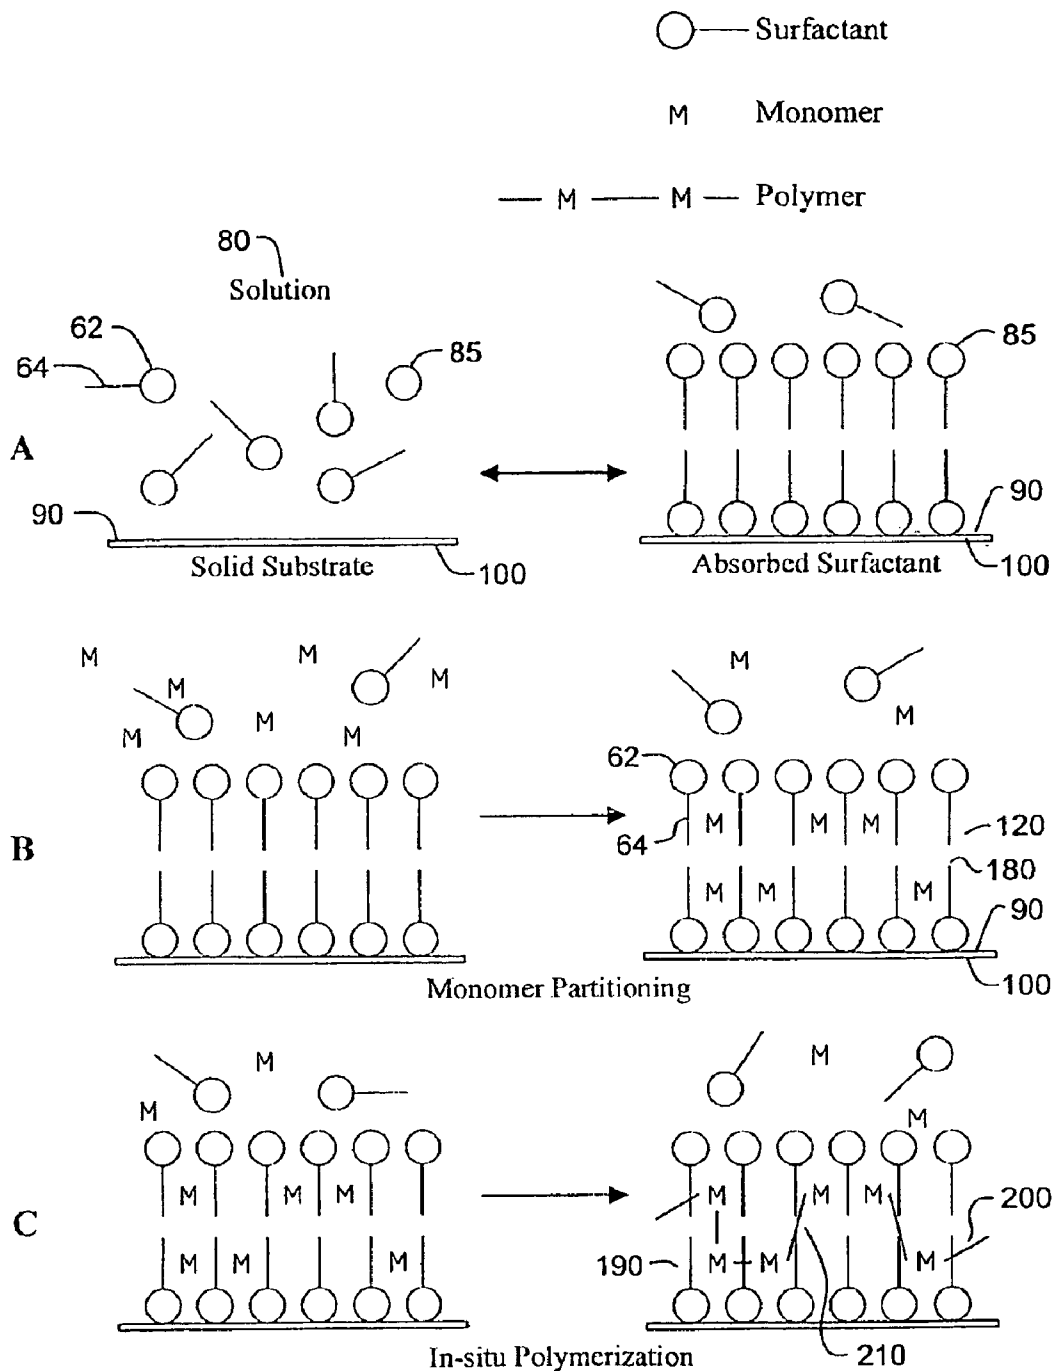 Surfactant
M Monomer
M M Polymer
80
Solution
62
64
85
85
A
90
90
Solid Substrate
100
Absorbed Surfactant
100
M M M M
M M M
M M
M
62
M M M
120
64
B
180
M M M
90
100
Monomer Partitioning
M M
M
M
M M M
M M M
200
C
M M M
190
M M M
210
In-situ Polymerization